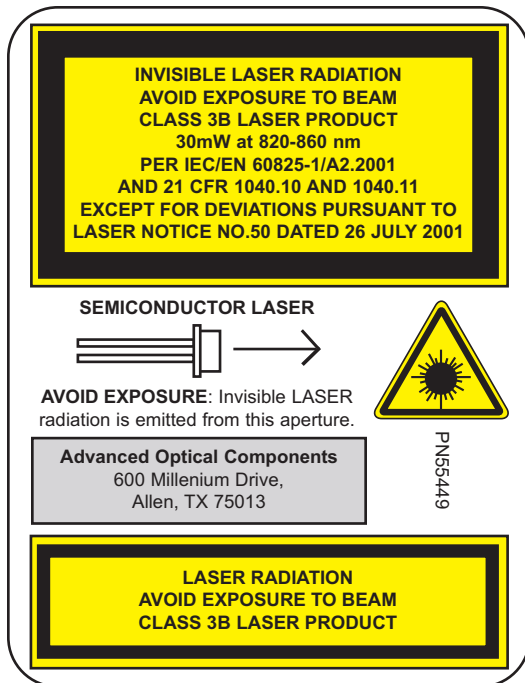 INVISIBLE LASER RADIATION
AVOID EXPOSURE TO BEAM
CLASS 3B LASER PRODUCT
30mW at 820-860 nm
PER IEC/EN 60825-1/A2.2001
AND 21 CFR 1040.10 AND 1040.11
EXCEPT FOR DEVIATIONS PURSUANT TO
LASER NOTICE NO.50 DATED 26 JULY 2001
SEMICONDUCTOR LASER
AVOID EXPOSURE: Invisible LASER
radiation is emitted from this aperture.
PN55449
Advanced Optical Components
600 Millenium Drive,
Allen, TX 75013
LASER RADIATION
AVOID EXPOSURE TO BEAM
CLASS 3B LASER PRODUCT